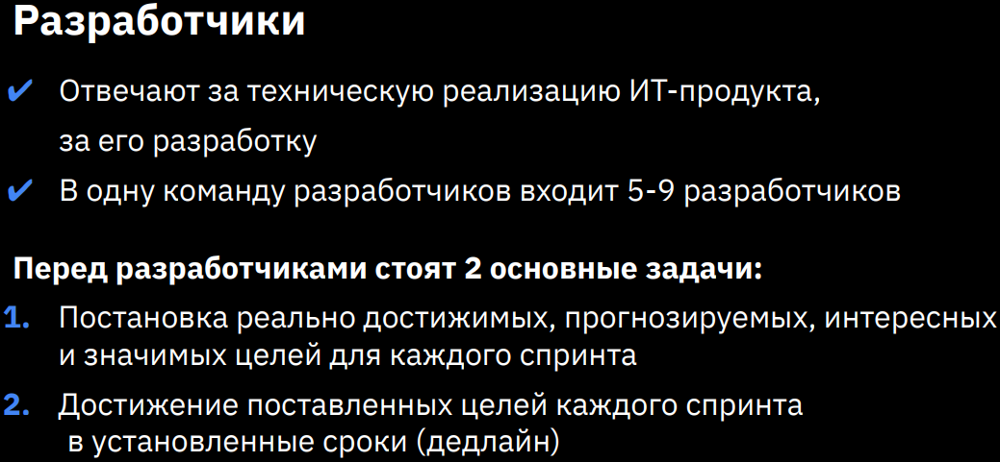 Разработчики
✔ Отвечают за техническую реализацию ИТ-продукта,
за его разработку
✔ В одну команду разработчиков входит 5-9 разработчиков
Перед разработчиками стоят 2 основные задачи:
1. Постановка реально достижимых, прогнозируемых, интересных
и значимых целей для каждого спринта
2. Достижение поставленных целей каждого спринта
в установленные сроки (дедлайн)